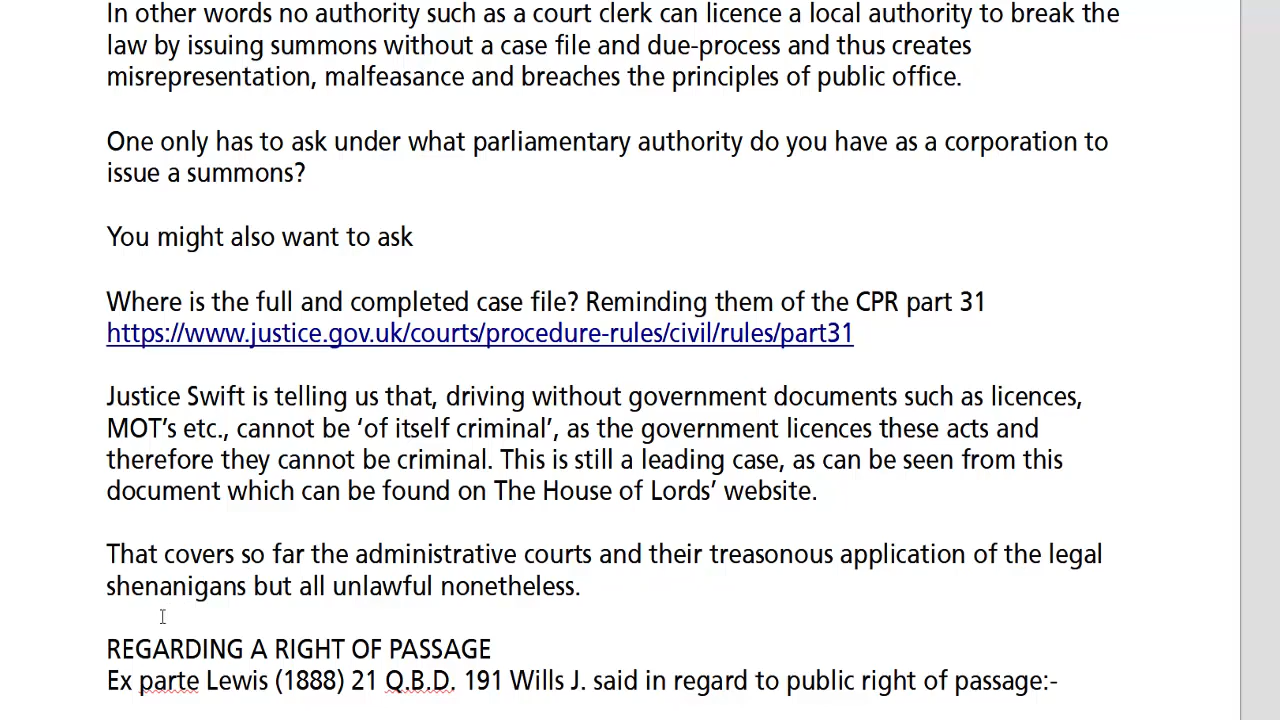 In other words no authority such as a court clerk can licence a local authority to break the
law by issuing summons without a case file and due-process and thus creates
misrepresentation, malfeasance and breaches the principles of public office.
One only has to ask under what parliamentary authority do you have as a corporation to
issue a summons?
You might also want to ask
Where is the full and completed case file? Reminding them of the CPR part 31
https://www.justice.gov.uk/courts/procedure-rules/civil/rules/part31
Justice Swift is telling us that, driving without government documents such as licences,
MOT’s etc., cannot be ‘of itself criminal’, as the government licences these acts and
therefore they cannot be criminal. This is still a leading case, as can be seen from this
document which can be found on The House of Lords’ website.
That covers so far the administrative courts and their treasonous application of the legal
shenanigans but all unlawful nonetheless.
REGARDING A RIGHT OF PASSAGE
Ex parte Lewis (1888) 21 Q.B.D. 191 Wills J. said in regard to public right of passage:-